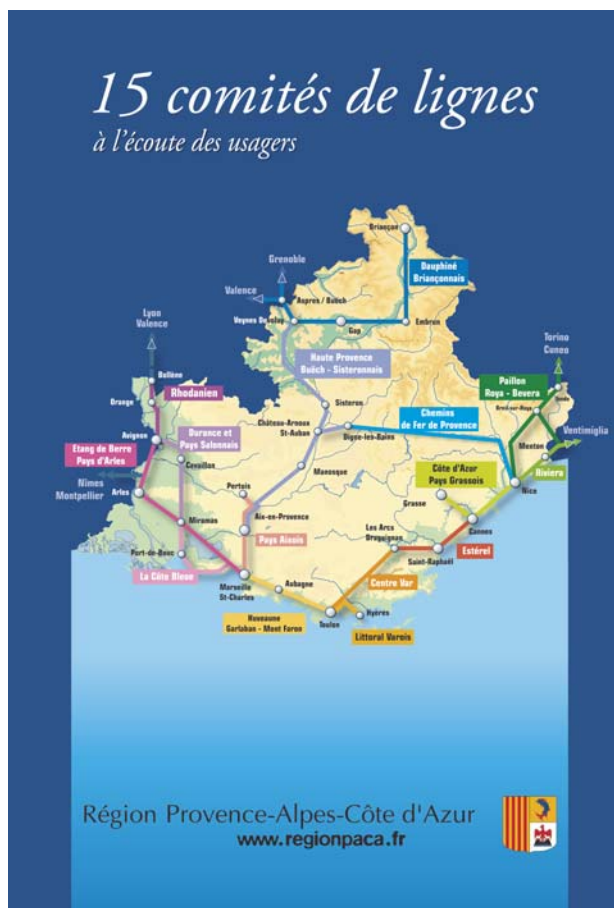 15 comités de lignes
à l'écoute des usagers
Briançon
Grenoble
Dauphiné
Briançonnais
Valence
Aspres / Buëch
Veynes Dévoluy
Gap
Embrun
Lyon
Valence
Torino
Cuneo
Haute Provence
Buëch - Sisteronnais
Paillon
Roya - Bevera
Bollène
Rhodanien
Orange
Sisteron
Breil-sur-Roya
Tende
Chemins
de Fer de Provence
Durance et
Pays Salonnais
Château-Arnoux
St-Auban
Digne-les-Bains
Avignon
Ventimiglia
Menton
Etang de Berre
Pays d'Arles
Cavaillon
Manosque
Côte d'Azur
Pays Grassois
Riviera
Nîmes
Montpellier
Nice
Arles
Pertuis
Grasse
Miramas
Aix-en-Provence
Cannes
Pays Aixois
Les Arcs
Draguignan
Estérel
Port-de-Bouc
Saint-Raphaël
La Côte Bleue
Marseille
St-Charles
Aubagne
Centre Var
Huveaune
Garlaban - Mont Faron
Toulon
Hyères
Littoral Varois
Région Provence-Alpes-Côte d'Azur
www.regionpaca.fr